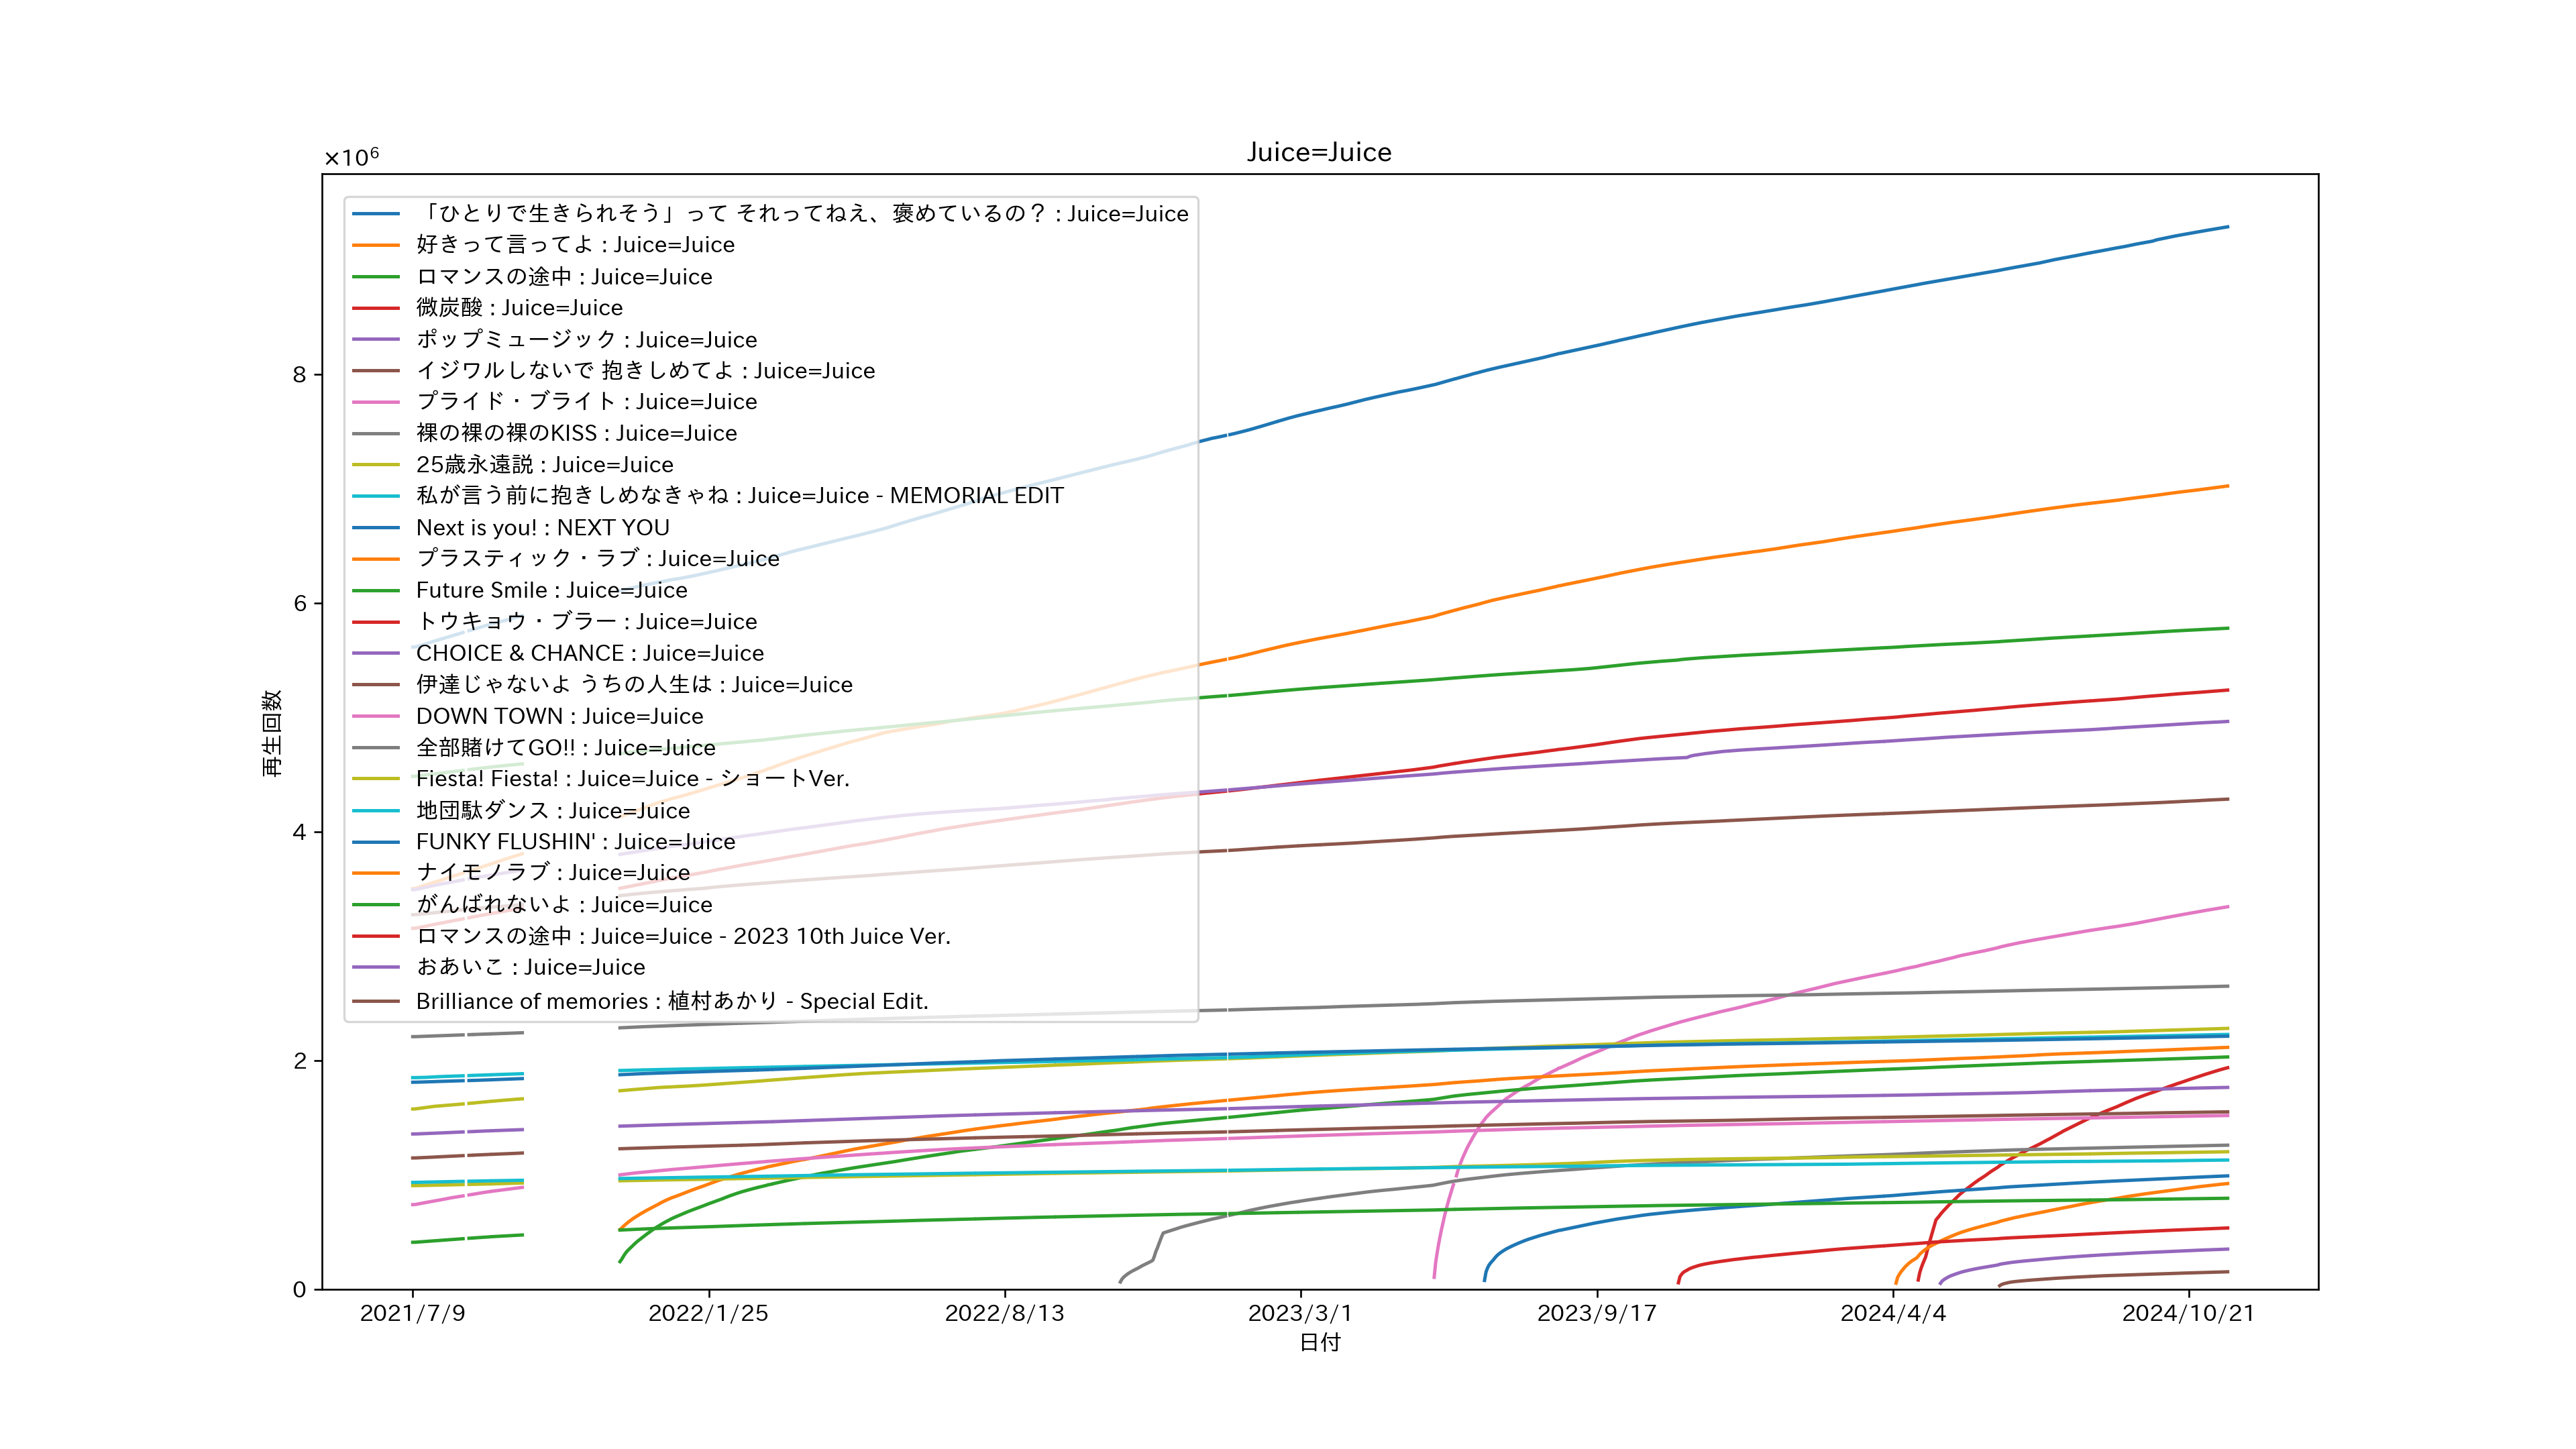 Juice=Juice
×10⁶
「ひとりで生きられそう」って それってねえ、褒めているの? : Juice=Juice
好きって言ってよ : Juice=Juice
ロマンスの途中 : Juice=Juice
微炭酸 : Juice=Juice
ポップミュージック : Juice=Juice
イジワルしないで 抱きしめてよ : Juice=Juice
プライド・ブライト : Juice=Juice
裸の裸の裸のKISS : Juice=Juice
25歳永遠説 : Juice=Juice
私が言う前に抱きしめなきゃね : Juice=Juice - MEMORIAL EDIT
Next is you! : NEXT YOU
プラスティック・ラブ : Juice=Juice
Future Smile : Juice=Juice
トウキョウ・ブラー : Juice=Juice
CHOICE & CHANCE : Juice=Juice
伊達じゃないよ うちの人生は : Juice=Juice
DOWN TOWN : Juice=Juice
全部賭けてGO!! : Juice=Juice
Fiesta! Fiesta! : Juice=Juice - ショートVer.
地団駄ダンス : Juice=Juice
FUNKY FLUSHIN' : Juice=Juice
ナイモノラブ : Juice=Juice
がんばれないよ : Juice=Juice
ロマンスの途中 : Juice=Juice - 2023 10th Juice Ver.
おあいこ : Juice=Juice
Brilliance of memories : 植村あかり - Special Edit.
8
6
4
2
0
再生回数
2021/7/9
2022/1/25
2022/8/13
2023/3/1
2023/9/17
2024/4/4
2024/10/21
日付